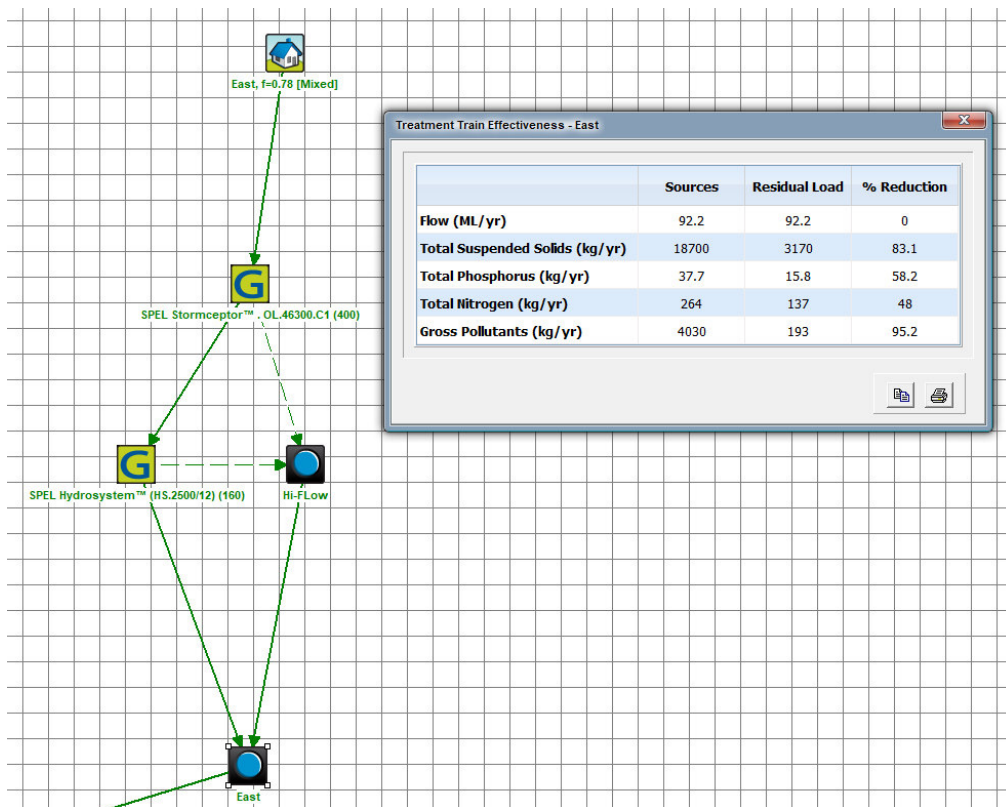 East, f=0.78 [Mixed]
Treatment Train Effectiveness - East
X
Sources Residual Load % Reduction
Flow (ML/yr) 92.2 92.2 0
Total Suspended Solids (kg/yr) 18700 3170 83.1
Total Phosphorus (kg/yr) 37.7 15.8 58.2
Total Nitrogen (kg/yr) 264 137 48
Gross Pollutants (kg/yr) 4030 193 95.2
G
SPEL Stormceptor™ . OL.46300.C1 (400)
G
SPEL Hydrosystem™ (HS.2500/12) (160)
Hi-FLow
East